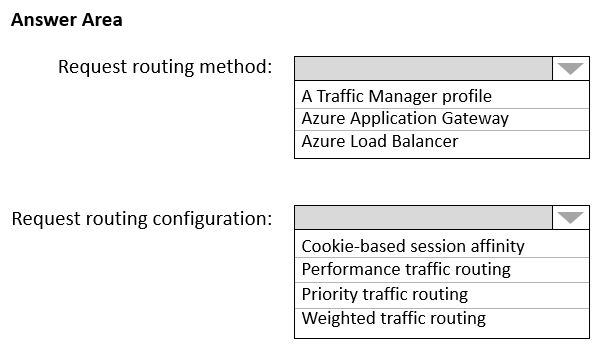 Answer Area
Request routing method:
A Traffic Manager profile
Azure Application Gateway
Azure Load Balancer
Request routing configuration:
Cookie-based session affinity
Performance traffic routing
Priority traffic routing
Weighted traffic routing